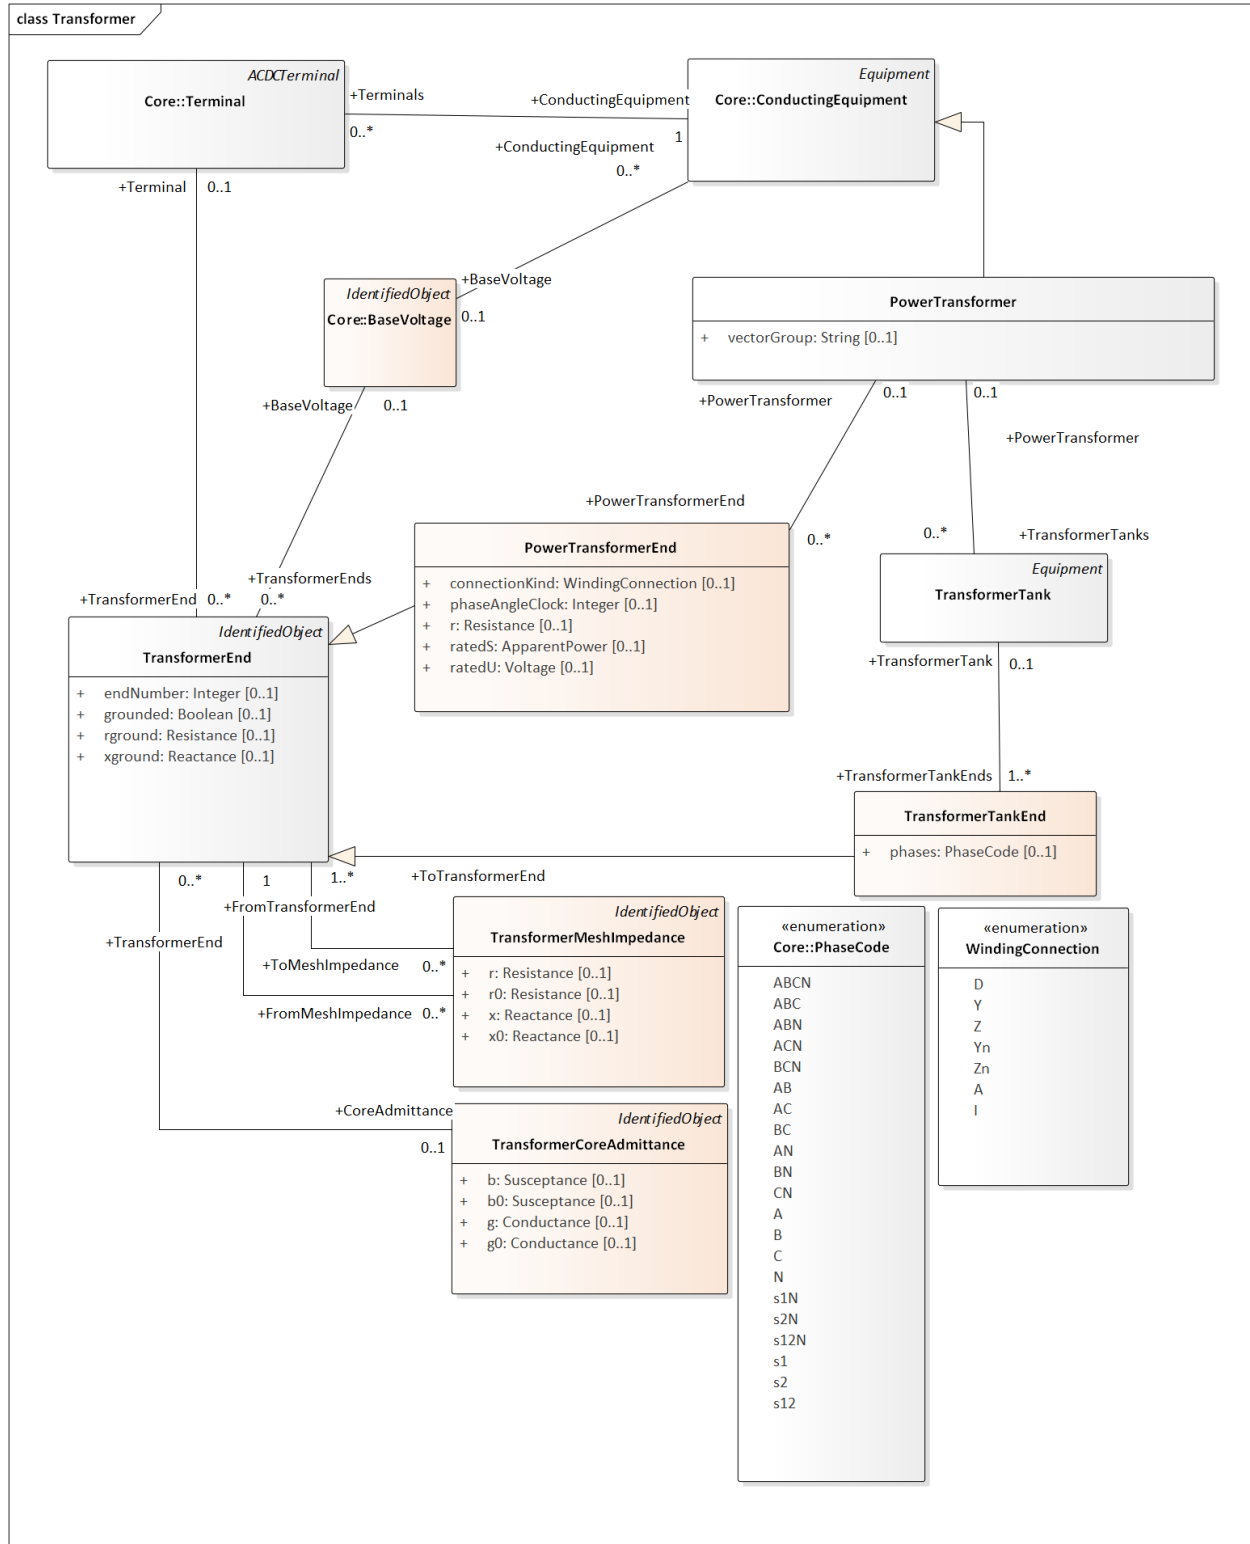 class Transformer
ACDCTerminal
Core::Terminal
+Terminals
0..*
+ConductingEquipment
1
Equipment
Core::ConductingEquipment
+ConductingEquipment
0..*
+Terminal
0..1
+BaseVoltage
0..1
IdentifiedObject
Core::BaseVoltage
+BaseVoltage
0..1
PowerTransformer
+ vectorGroup: String [0..1]
+PowerTransformer
0..1
0..1
+PowerTransformer
+PowerTransformerEnd
0..*
0..*
+TransformerTanks
PowerTransformerEnd
+ connectionKind: WindingConnection [0..1]
+ phaseAngleClock: Integer [0..1]
+ r: Resistance [0..1]
+ ratedS: ApparentPower [0..1]
+ ratedU: Voltage [0..1]
Equipment
TransformerTank
+TransformerTank
0..1
+TransformerEnds
+TransformerEnd
0..*
0..*
IdentifiedObject
TransformerEnd
+ endNumber: Integer [0..1]
+ grounded: Boolean [0..1]
+ rground: Resistance [0..1]
+ xground: Reactance [0..1]
+TransformerTankEnds
1..*
TransformerTankEnd
+ phases: PhaseCode [0..1]
0..*
1
1..*
+ToTransformerEnd
+FromTransformerEnd
+TransformerEnd
+ToMeshImpedance
0..*
+FromMeshImpedance
0..*
IdentifiedObject
TransformerMeshImpedance
+ r: Resistance [0..1]
+ r0: Resistance [0..1]
+ x: Reactance [0..1]
+ x0: Reactance [0..1]
+CoreAdmittance
0..1
IdentifiedObject
TransformerCoreAdmittance
+ b: Susceptance [0..1]
+ b0: Susceptance [0..1]
+ g: Conductance [0..1]
+ g0: Conductance [0..1]
«enumeration»
Core::PhaseCode
ABCN
ABC
ABN
ACN
BCN
AB
AC
BC
AN
BN
CN
A
B
C
N
s1N
s2N
s12N
s1
s2
s12
«enumeration»
WindingConnection
D
Y
Z
Yn
Zn
A
I